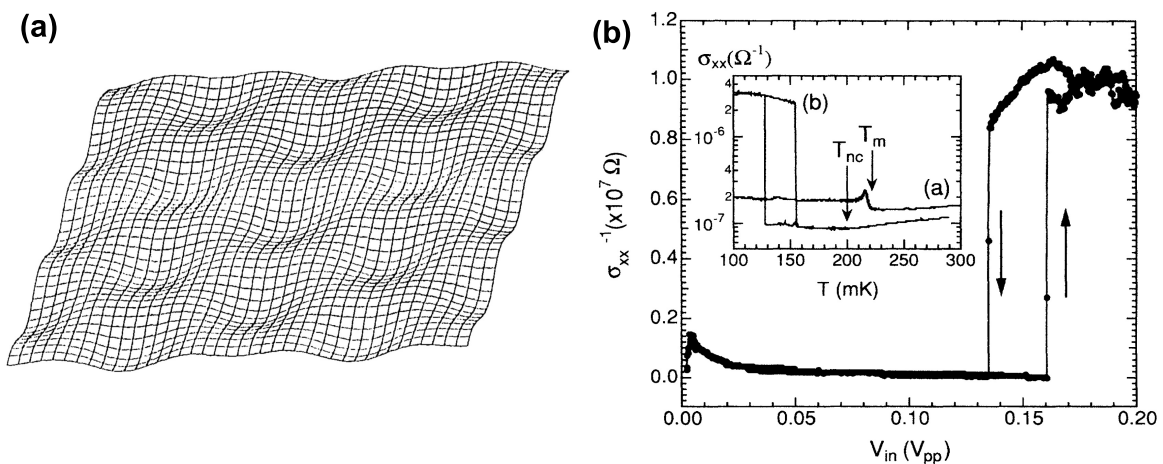 (a)
(b)
1.2
1.0
0.8
0.6
0.4
0.2
0.0
σxx⁻¹(x10⁷ Ω)
0.00 0.05 0.10 0.15 0.20
Vin (Vpp)
σxx(Ω⁻¹)
4
2
10⁻⁶
4
2
10⁻⁷
(b)
Tnc
Tm
(a)
100 150 200 250 300
T (mK)